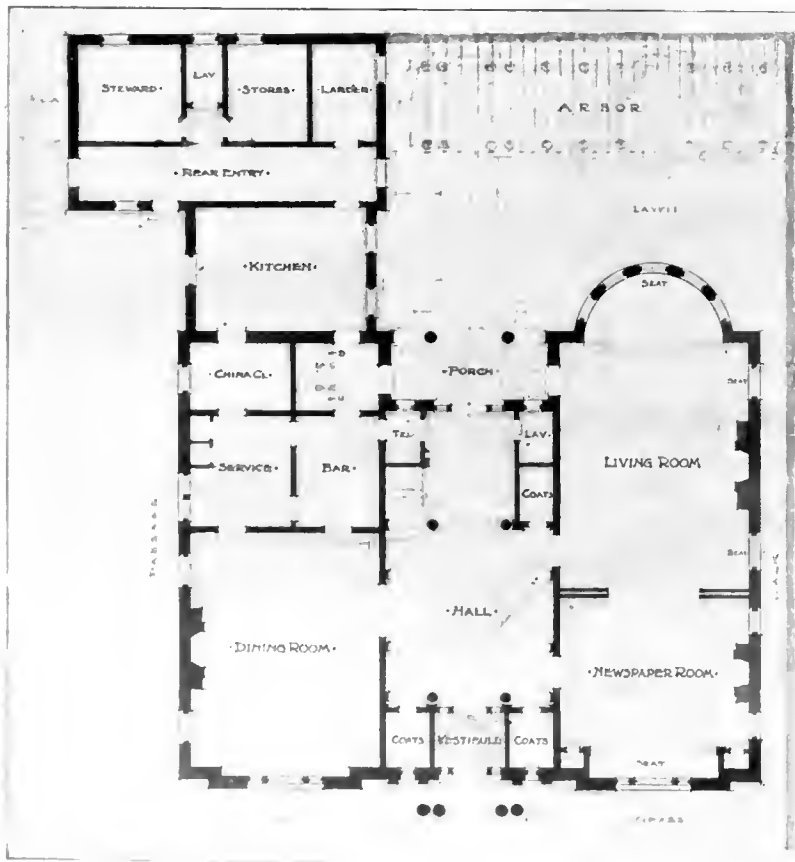 STEWARD
LAV
STORES
LARDER
ARBOR
REAR ENTRY
KITCHEN
SEAT
CHINA CL.
PORCH
SEAT
TEL
LAV.
SERVICE
BAR
LIVING ROOM
COATS
PASSAGE
SEAT
HALL
DINING ROOM
NEWSPAPER ROOM
COATS
VESTIBULE
COATS
SEAT